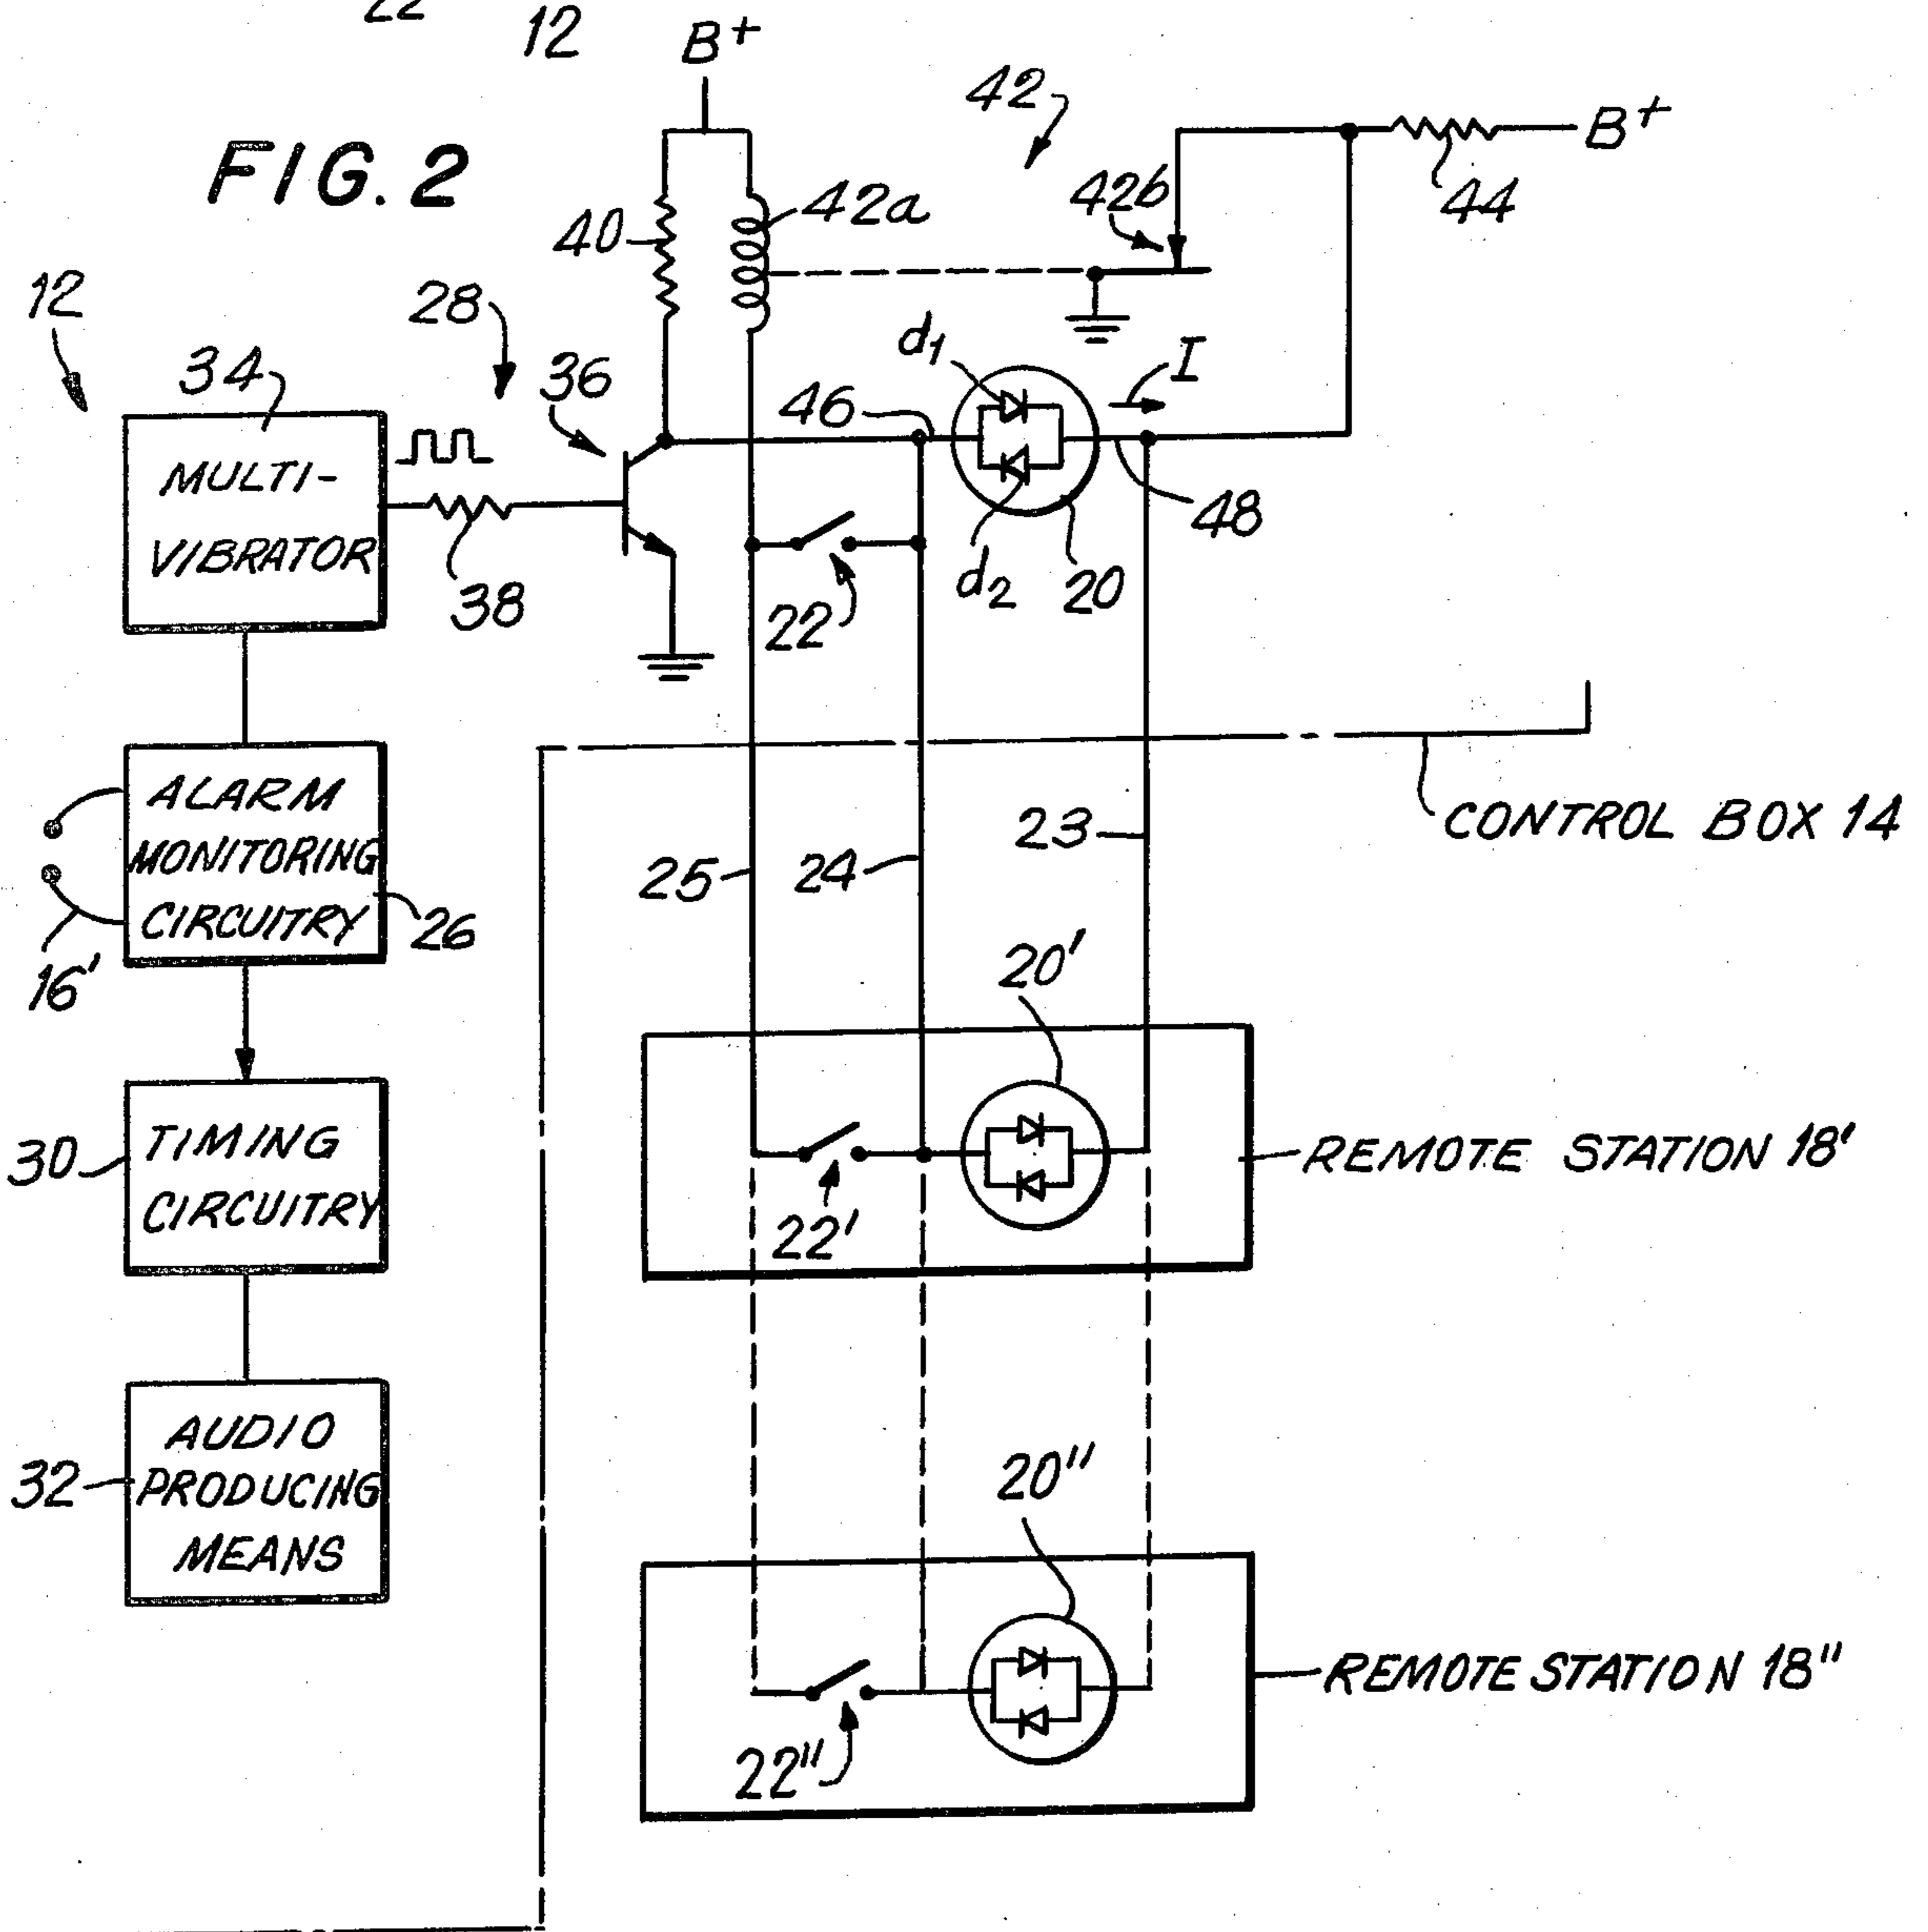 22
12
B+
FIG. 2
42
B+
44
42a
42b
40
12
28
d1
I
34
36
46
MULTI-
VIBRATOR
38
22
d2
20
48
ALARM
MONITORING
CIRCUITRY
26
16'
25
24
23
CONTROL BOX 14
20'
30
TIMING
CIRCUITRY
22'
REMOTE STATION 18'
32
AUDIO
PRODUCING
MEANS
20"
22"
REMOTE STATION 18"